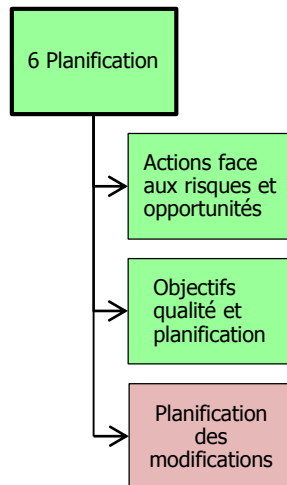 6 Planification
Actions face
aux risques et
opportunités
Objectifs
qualité et
planification
Planification
des
modifications